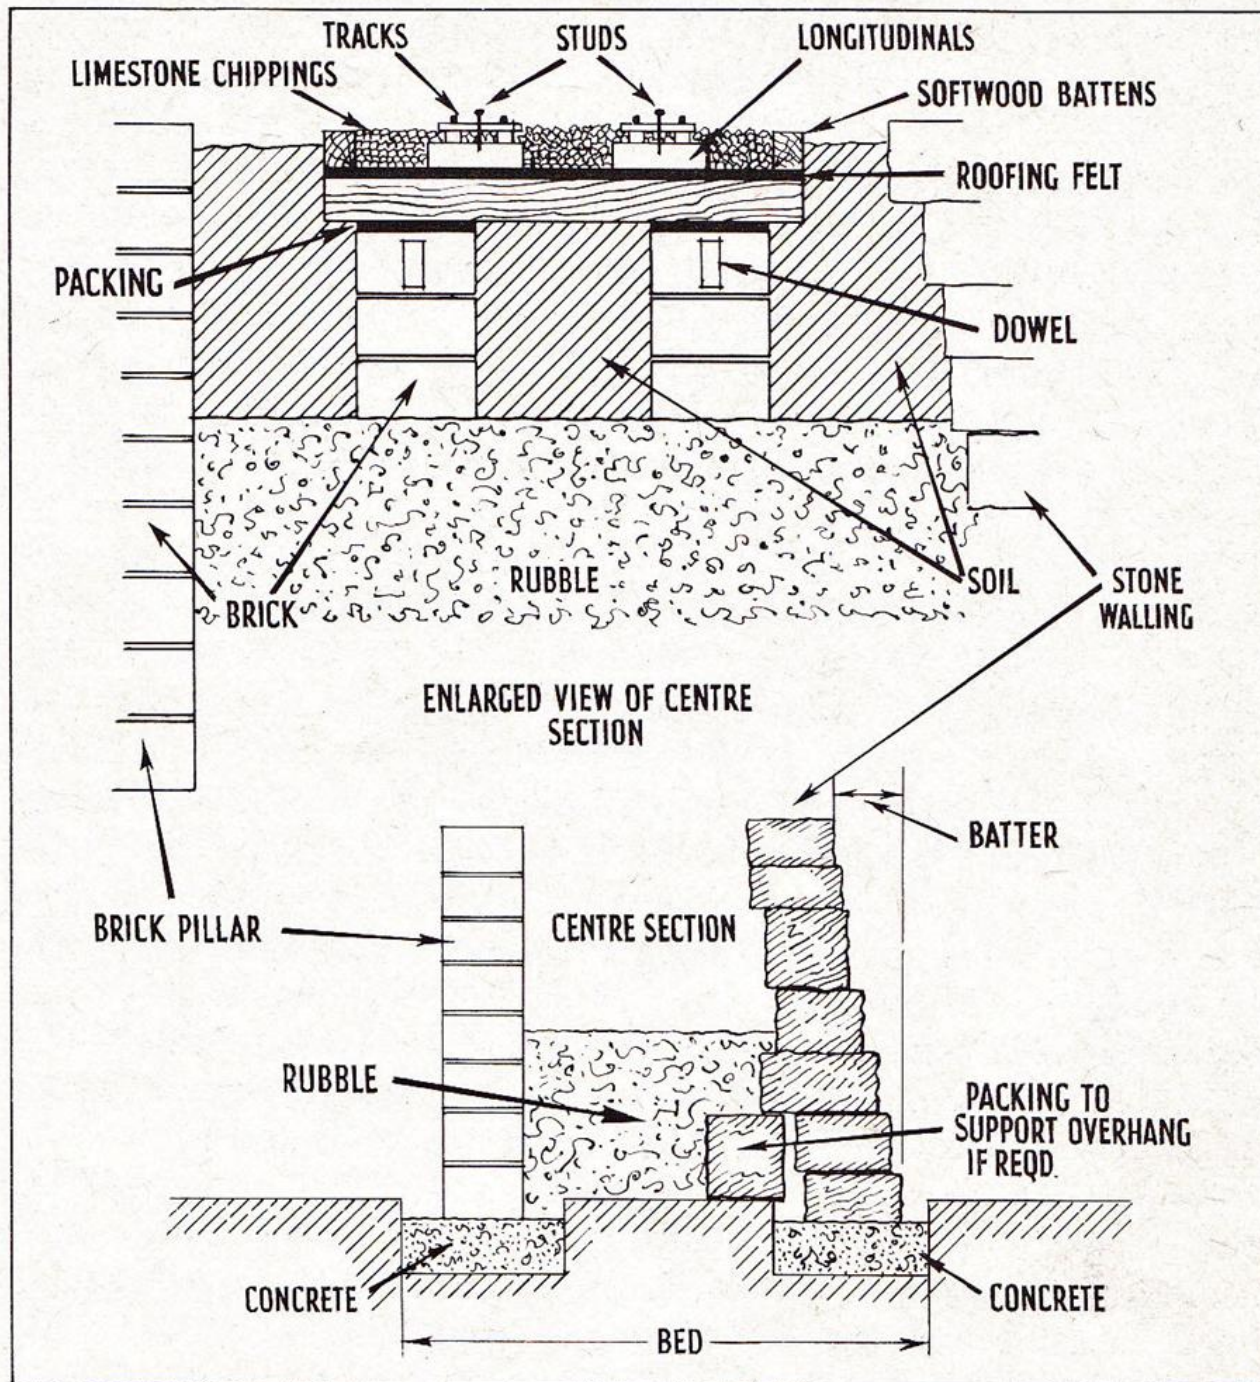 TRACKS
STUDS
LONGITUDINALS
LIMESTONE CHIPPINGS
SOFTWOOD BATTENS
ROOFING FELT
PACKING
DOWEL
BRICK
RUBBLE
SOIL
STONE
WALLING
ENLARGED VIEW OF CENTRE
SECTION
BATTER
BRICK PILLAR
CENTRE SECTION
RUBBLE
PACKING TO
SUPPORT OVERHANG
IF REQD.
CONCRETE
CONCRETE
BED